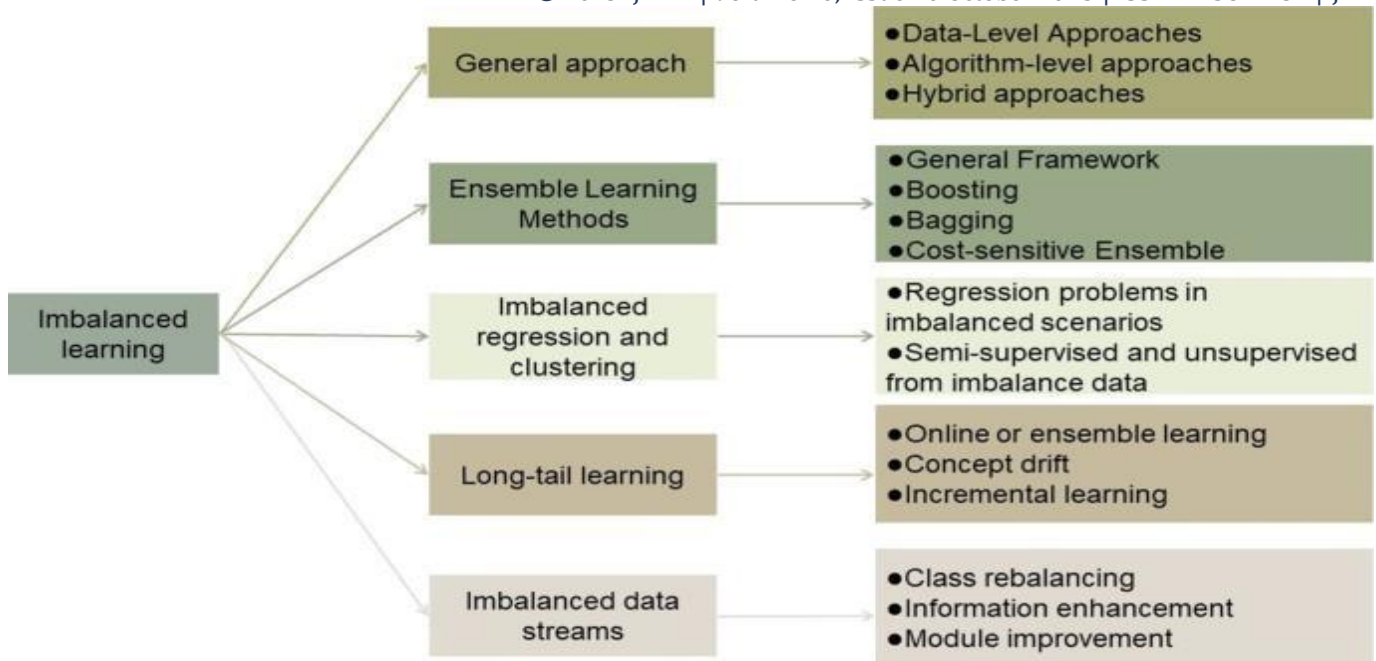 General approach
●Data-Level Approaches
●Algorithm-level approaches
●Hybrid approaches
Ensemble Learning
Methods
●General Framework
●Boosting
●Bagging
●Cost-sensitive Ensemble
Imbalanced
learning
Imbalanced
regression and
clustering
●Regression problems in
imbalanced scenarios
●Semi-supervised and unsupervised
from imbalance data
Long-tail learning
●Online or ensemble learning
●Concept drift
●Incremental learning
Imbalanced data
streams
●Class rebalancing
●Information enhancement
●Module improvement